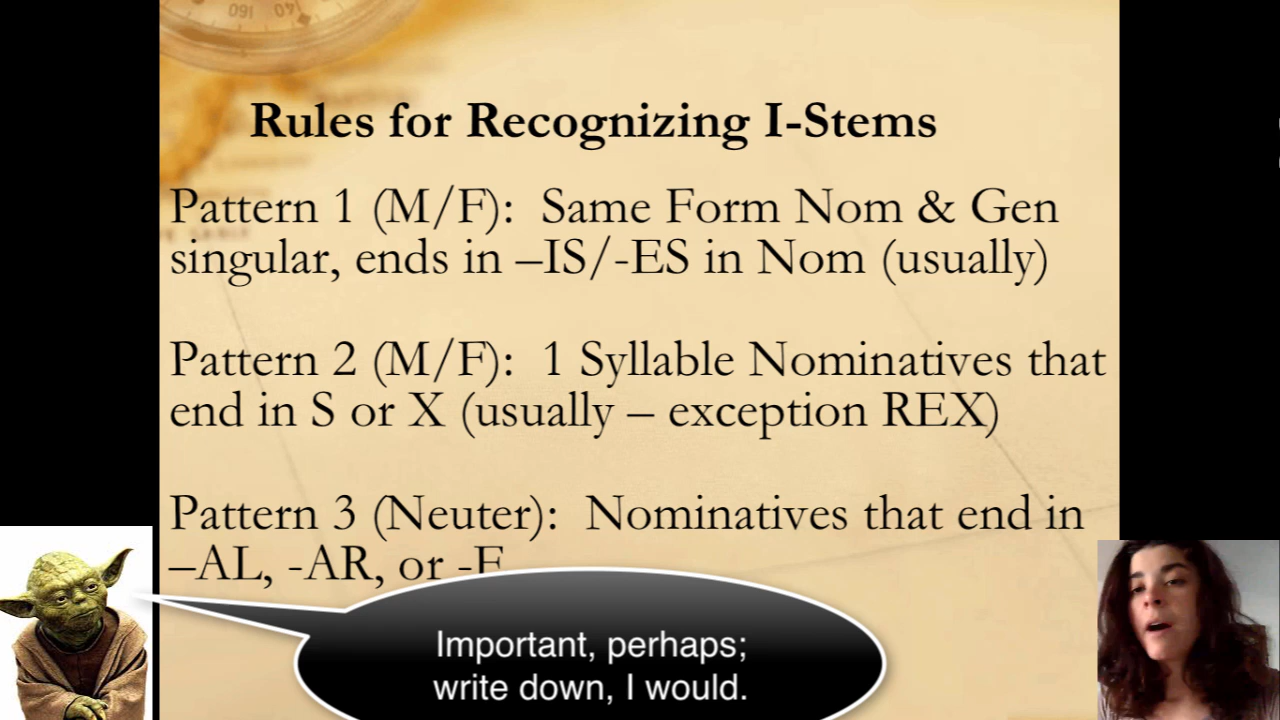 Rules for Recognizing I-Stems
Pattern 1 (M/F): Same Form Nom & Gen
singular, ends in –IS/-ES in Nom (usually)
Pattern 2 (M/F): 1 Syllable Nominatives that
end in S or X (usually – exception REX)
Pattern 3 (Neuter): Nominatives that end in
–AL, -AR, or -E
Important, perhaps;
write down, I would.